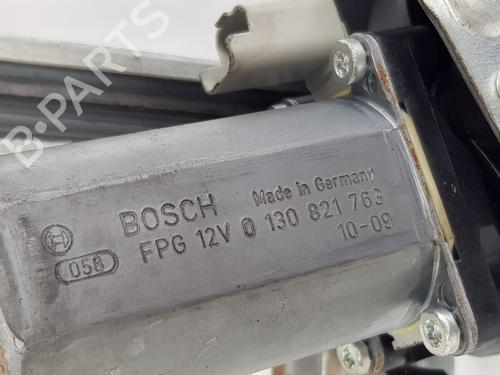 B-PARTS
BOSCH Made in Germany
058 FPG 12V 0 130 821 763
10-09